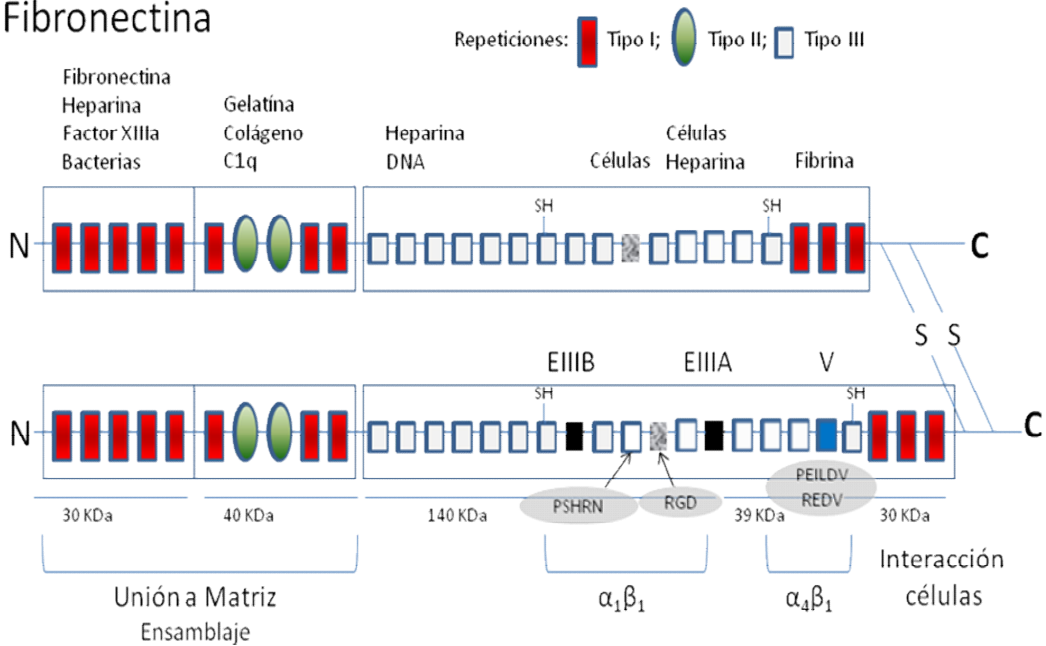 Fibronectina
Repeticiones: Tipo I; Tipo II; Tipo III
Fibronectina
Heparina
Factor XIIIa
Bacterias
Gelatína
Colágeno
C1q
Heparina
DNA
Células
Células
Heparina
Fibrina
SH
SH
N
C
S S
EIIIB
EIIIA
V
SH
SH
N
C
PSHRN
RGD
PEILDV
REDV
30 KDa
40 KDa
140 KDa
39 KDa
30 KDa
Unión a Matriz
Ensamblaje
α1β1
α4β1
Interacción
células